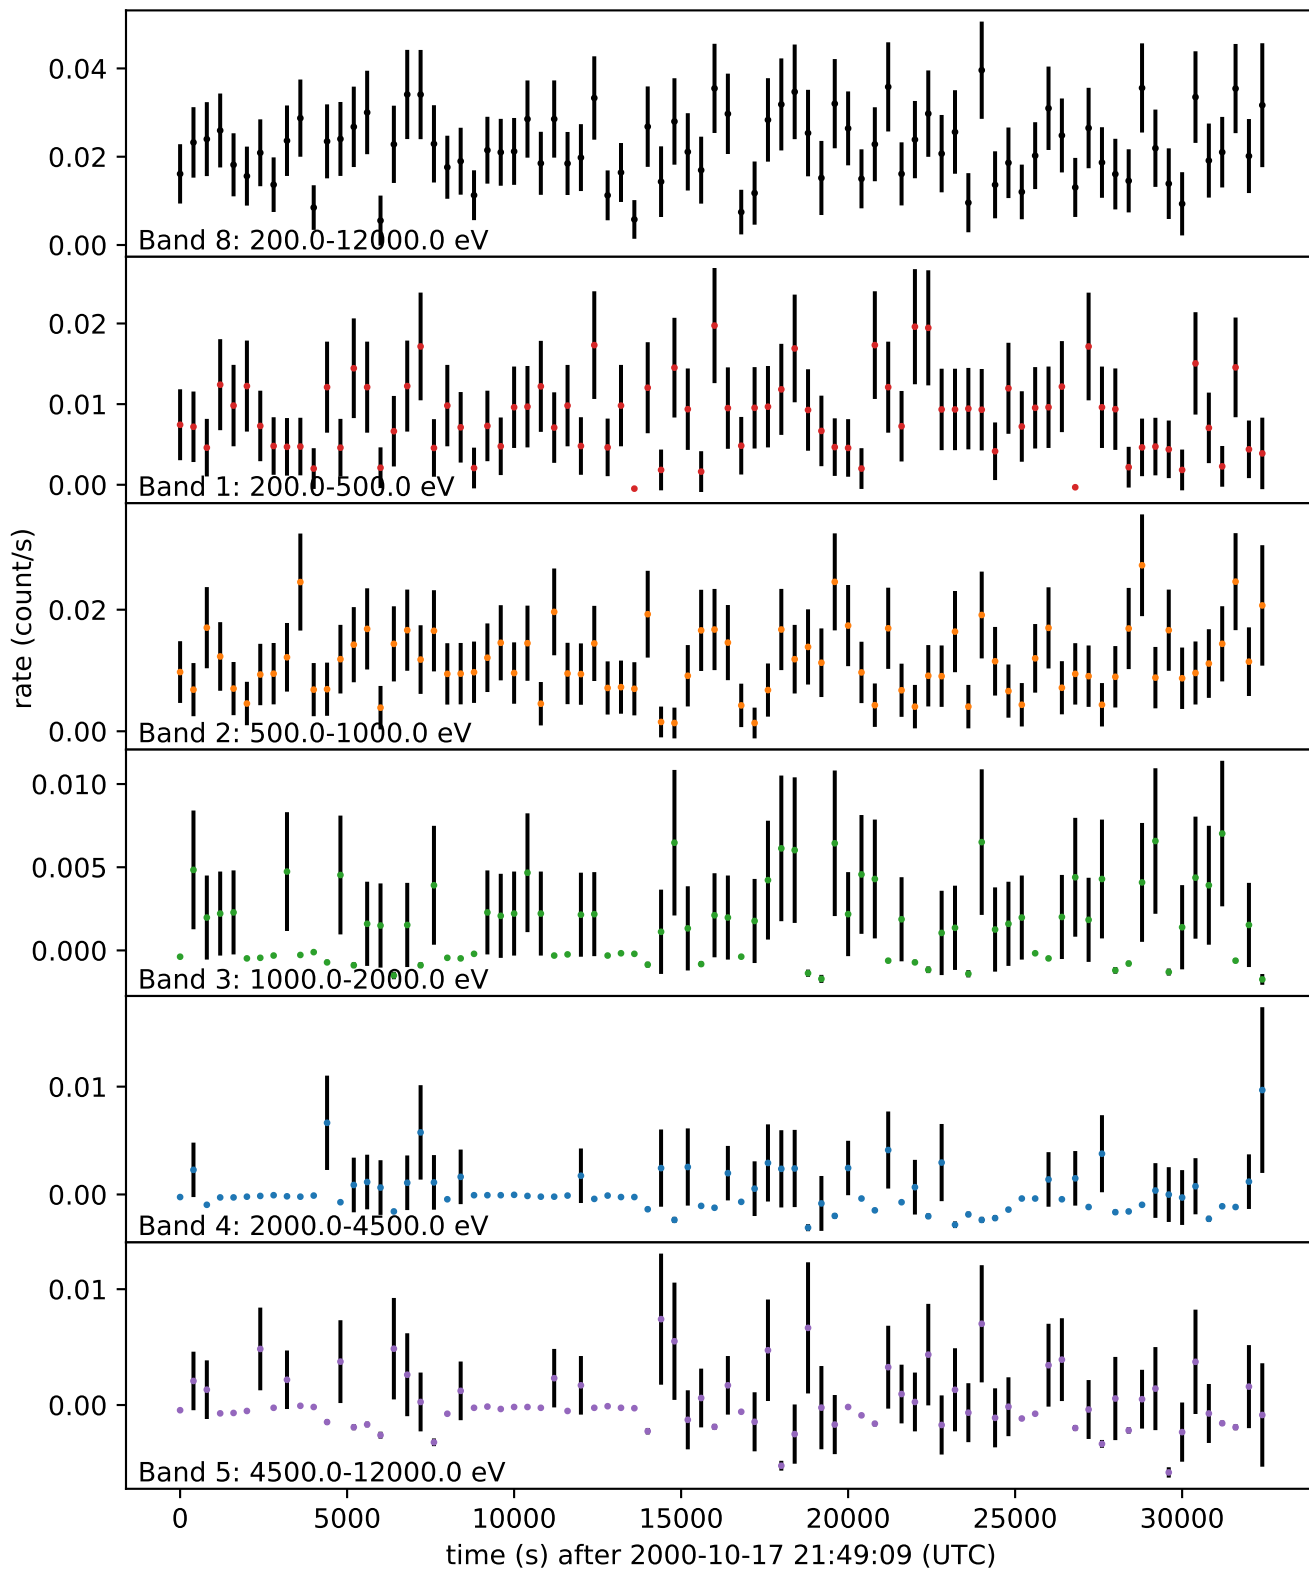 0.04
0.02
0.00
Band 8: 200.0-12000.0 eV
0.02
0.01
0.00
Band 1: 200.0-500.0 eV
rate (count/s)
0.02
0.00
Band 2: 500.0-1000.0 eV
0.010
0.005
0.000
Band 3: 1000.0-2000.0 eV
0.01
0.00
Band 4: 2000.0-4500.0 eV
0.01
0.00
Band 5: 4500.0-12000.0 eV
0 5000 10000 15000 20000 25000 30000
time (s) after 2000-10-17 21:49:09 (UTC)